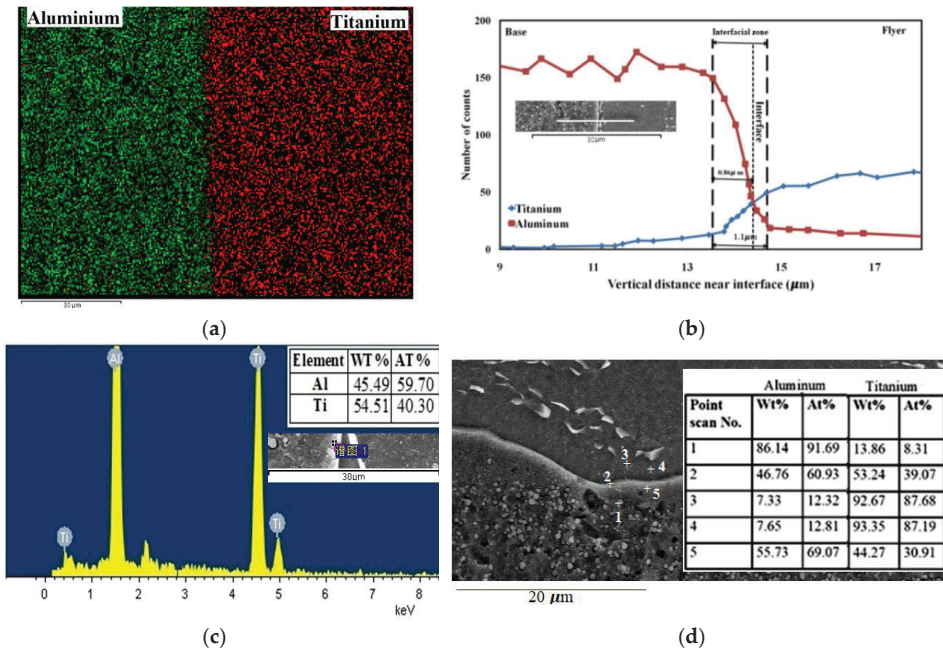 Aluminium
Titanium
30μm
(a)
Number of counts
200
150
100
50
0
Base
Interfacial zone
Flyer
Interface
30μm
0.86μm
Titanium
Aluminum
1.1μm
9
11
13
15
17
Vertical distance near interface (μm)
(b)
Al
Ti
Ti
Ti
Element WT% AT%
Al 45.49 59.70
Ti 54.51 40.30
谱图 1
30μm
0 1 2 3 4 5 6 7 8
keV
(c)
3
4
2
5
1
20 μm
Aluminum Titanium
Point scan No. Wt% At% Wt% At%
1 86.14 91.69 13.86 8.31
2 46.76 60.93 53.24 39.07
3 7.33 12.32 92.67 87.68
4 7.65 12.81 93.35 87.19
5 55.73 69.07 44.27 30.91
(d)